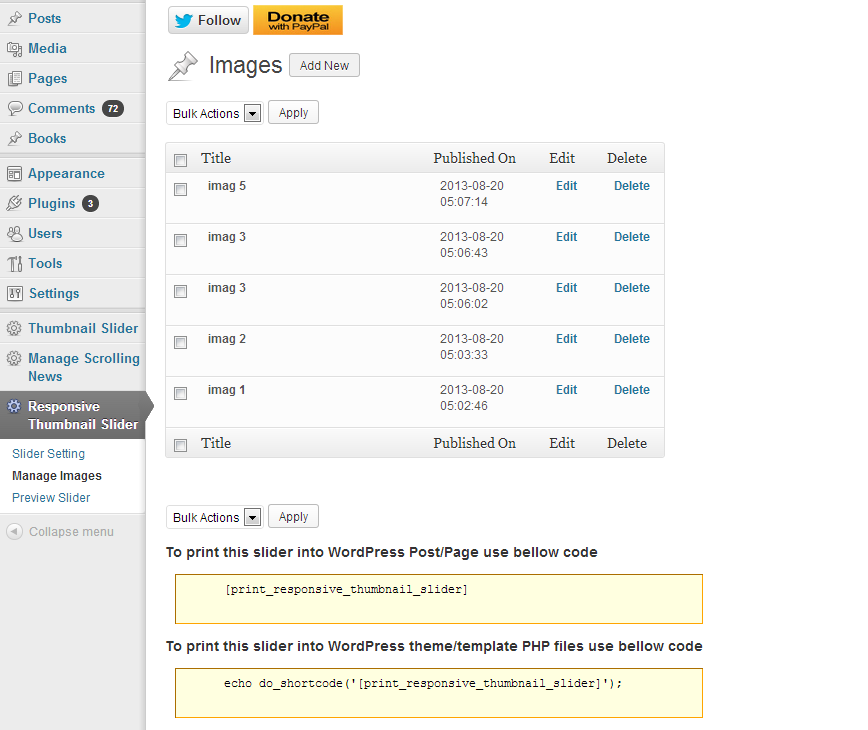 Posts
Media
Pages
Comments 72
Books
Appearance
Plugins 3
Users
Tools
Settings
Thumbnail Slider
Manage Scrolling
News
Responsive
Thumbnail Slider
Slider Setting
Manage Images
Preview Slider
Collapse menu
Follow
Donate
with PayPal
Images Add New
Bulk Actions Apply
Title Published On Edit Delete
imag 5 2013-08-20 Edit Delete
05:07:14
imag 3 2013-08-20 Edit Delete
05:06:43
imag 3 2013-08-20 Edit Delete
05:06:02
imag 2 2013-08-20 Edit Delete
05:03:33
imag 1 2013-08-20 Edit Delete
05:02:46
Title Published On Edit Delete
Bulk Actions Apply
To print this slider into WordPress Post/Page use bellow code
[print_responsive_thumbnail_slider]
To print this slider into WordPress theme/template PHP files use bellow code
echo do_shortcode('[print_responsive_thumbnail_slider]');